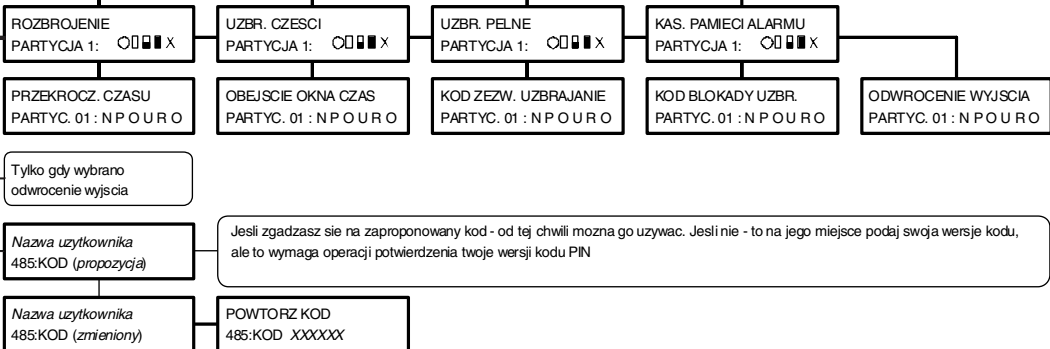 ROZBROJENIE
PARTYCJA 1: X
UZBR. CZESCI
PARTYCJA 1: X
UZBR. PELNE
PARTYCJA 1: X
KAS. PAMIECI ALARMU
PARTYCJA 1: X
PRZEKROCZ. CZASU
PARTYC. 01 : N P O U R O
OBEJSCIE OKNA CZAS
PARTYC. 01 : N P O U R O
KOD ZEZW. UZBRAJANIE
PARTYC. 01 : N P O U R O
KOD BLOKADY UZBR.
PARTYC. 01 : N P O U R O
ODWROCENIE WYJSCIA
PARTYC. 01 : N P O U R O
Tylko gdy wybrano
odwrocenie wyjscia
Nazwa uzytkownika
485:KOD (propozycja)
Jesli zgadzasz sie na zaproponowany kod - od tej chwili mozna go uzywac. Jesli nie - to na jego miejsce podaj swoja wersje kodu,
ale to wymaga operacji potwierdzenia twoje wersji kodu PIN
Nazwa uzytkownika
485:KOD (zmieniony)
POWTORZ KOD
485:KOD XXXXXX